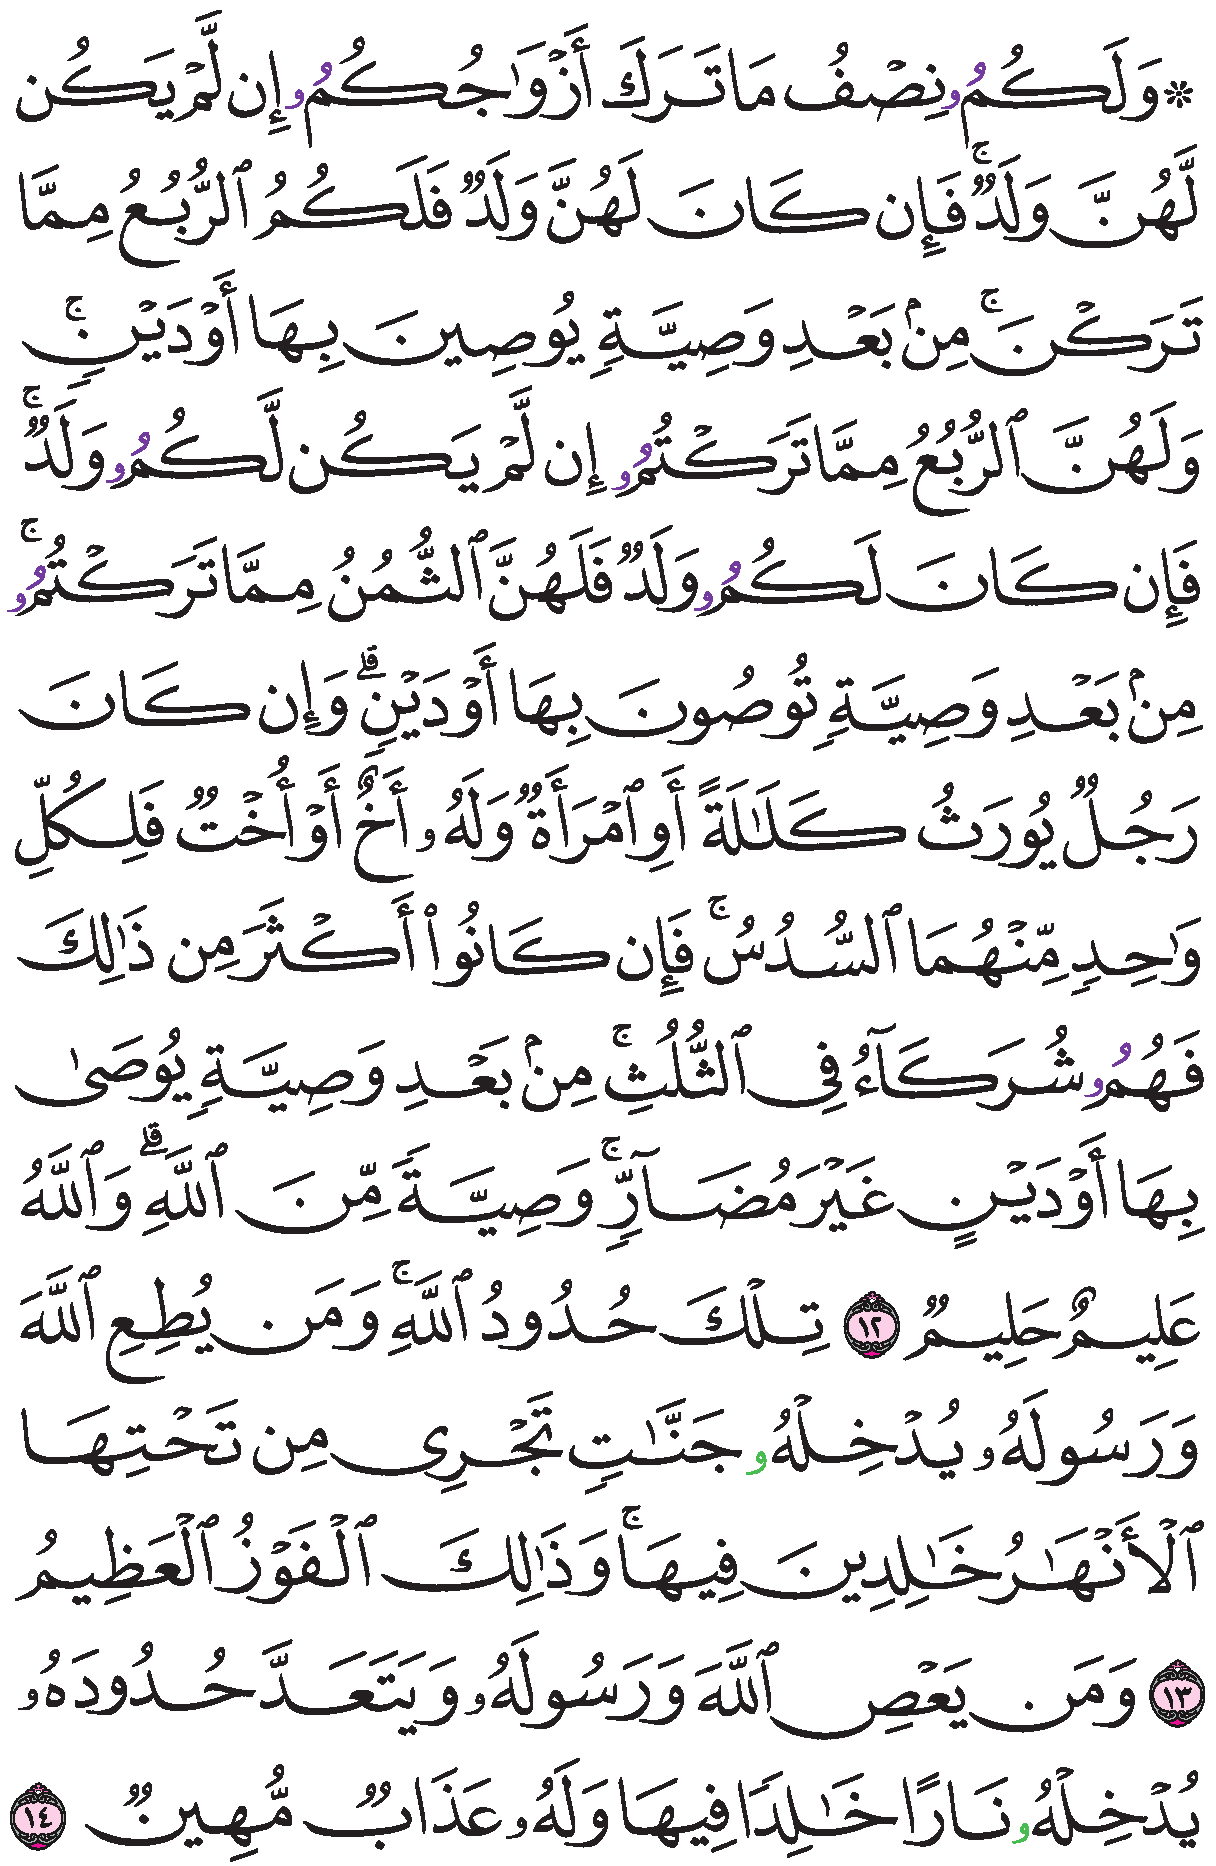 ۞وَلَكُمُۥ نِصۡفُ مَا تَرَكَ أَزۡوَٰجُكُمُۥ إِن لَّمۡ يَكُن
لَّهُنَّ وَلَدٞۚ فَإِن كَانَ لَهُنَّ وَلَدٞ فَلَكُمُ ٱلرُّبُعُ مِمَّا
تَرَكۡنَۚ مِنۢ بَعۡدِ وَصِيَّةٖ يُوصِينَ بِهَا أَوۡ دَيۡنٖۚ
وَلَهُنَّ ٱلرُّبُعُ مِمَّا تَرَكۡتُمُۥ إِن لَّمۡ يَكُن لَّكُمُۥ وَلَدٞۚ
فَإِن كَانَ لَكُمُۥ وَلَدٞ فَلَهُنَّ ٱلثُّمُنُ مِمَّا تَرَكۡتُمُۥۚ
مِنۢ بَعۡدِ وَصِيَّةٖ تُوصُونَ بِهَا أَوۡ دَيۡنٖۗ وَإِن كَانَ
رَجُلٞ يُورَثُ كَلَٰلَةً أَوِ ٱمۡرَأَةٞ وَلَهُۥ أَخٌ أَوۡ أُخۡتٞ فَلِكُلِّ
وَٰحِدٖ مِّنۡهُمَا ٱلسُّدُسُۚ فَإِن كَانُوٓاْ أَكۡثَرَ مِن ذَٰلِكَ
فَهُمُۥ شُرَكَآءُ فِي ٱلثُّلُثِۚ مِنۢ بَعۡدِ وَصِيَّةٖ يُوصَىٰ
بِهَا أَوۡ دَيۡنٍ غَيۡرَ مُضَآرّٖۚ وَصِيَّةٗ مِّنَ ٱللَّهِۗ وَٱللَّهُ
عَلِيمٌ حَلِيمٞ ١٢ تِلۡكَ حُدُودُ ٱللَّهِۚ وَمَن يُطِعِ ٱللَّهَ
وَرَسُولَهُۥ يُدۡخِلۡهُۥ جَنَّٰتٖ تَجۡرِي مِن تَحۡتِهَا
ٱلۡأَنۡهَٰرُ خَٰلِدِينَ فِيهَاۚ وَذَٰلِكَ ٱلۡفَوۡزُ ٱلۡعَظِيمُ
١٣ وَمَن يَعۡصِ ٱللَّهَ وَرَسُولَهُۥ وَيَتَعَدَّ حُدُودَهُۥ
يُدۡخِلۡهُۥ نَارًا خَٰلِدٗا فِيهَا وَلَهُۥ عَذَابٞ مُّهِينٞ ١٤